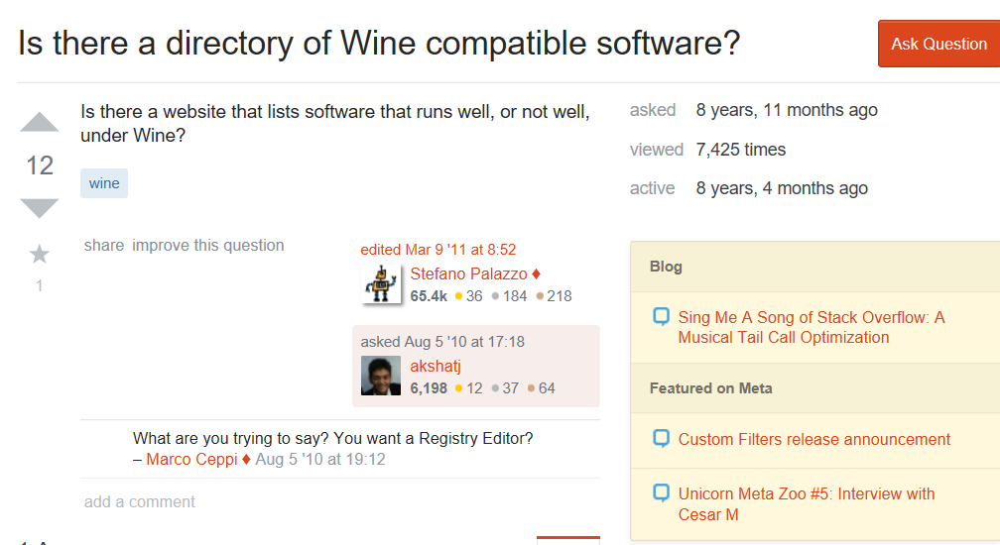 Is there a directory of Wine compatible software?
Ask Question
12
Is there a website that lists software that runs well, or not well,
under Wine?
wine
share improve this question
1
edited Mar 9 '11 at 8:52
Stefano Palazzo ♦
65.4k ● 36 ● 184 ● 218
asked Aug 5 '10 at 17:18
akshatj
6,198 ● 12 ● 37 ● 64
What are you trying to say? You want a Registry Editor?
– Marco Ceppi ♦ Aug 5 '10 at 19:12
add a comment
asked 8 years, 11 months ago
viewed 7,425 times
active 8 years, 4 months ago
Blog
Sing Me A Song of Stack Overflow: A
Musical Tail Call Optimization
Featured on Meta
Custom Filters release announcement
Unicorn Meta Zoo #5: Interview with
Cesar M